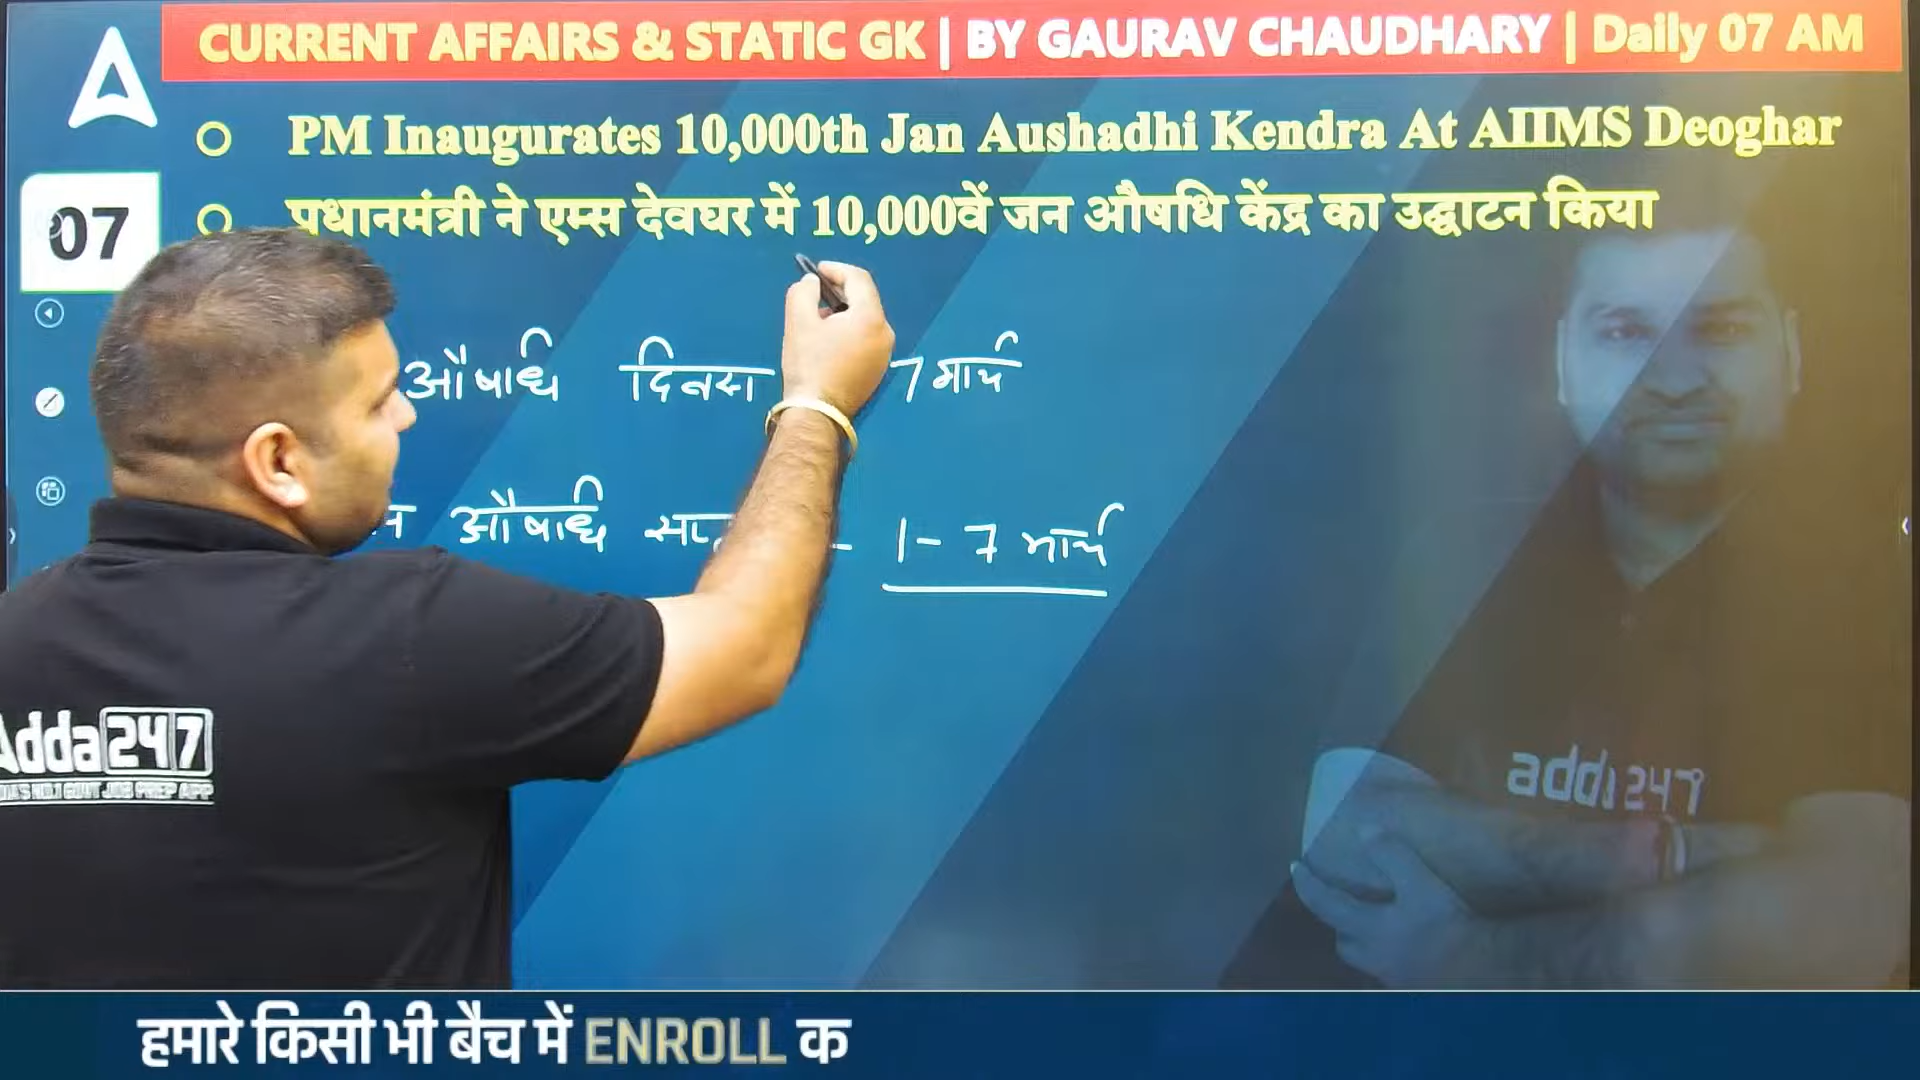 CURRENT AFFAIRS & STATIC GK | BY GAURAV CHAUDHARY | Daily 07 AM
PM Inaugurates 10,000th Jan Aushadhi Kendra At AIIMS Deoghar
07
प्रधानमंत्री ने एम्स देवघर में 10,000वें जन औषधि केंद्र का उद्घाटन किया
औषधि दिवस 7 मार्च
औषधि - 1-7 मार्च
Adda247
adda247
हमारे किसी भी बैच में ENROLL क